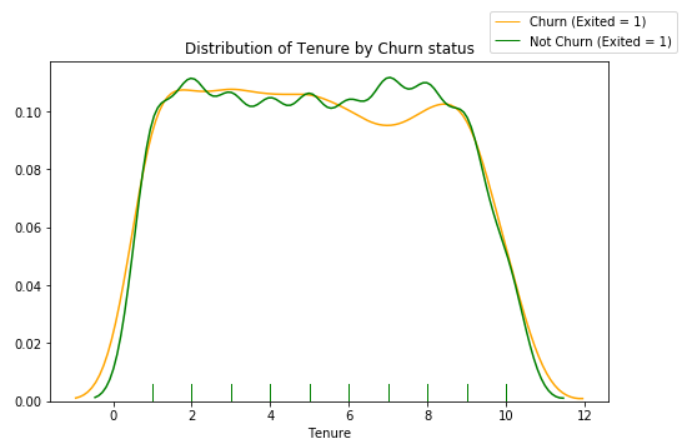 Churn (Exited = 1)
Not Churn (Exited = 1)
Distribution of Tenure by Churn status
0.10
0.08
0.06
0.04
0.02
0.00
0 2 4 6 8 10 12
Tenure